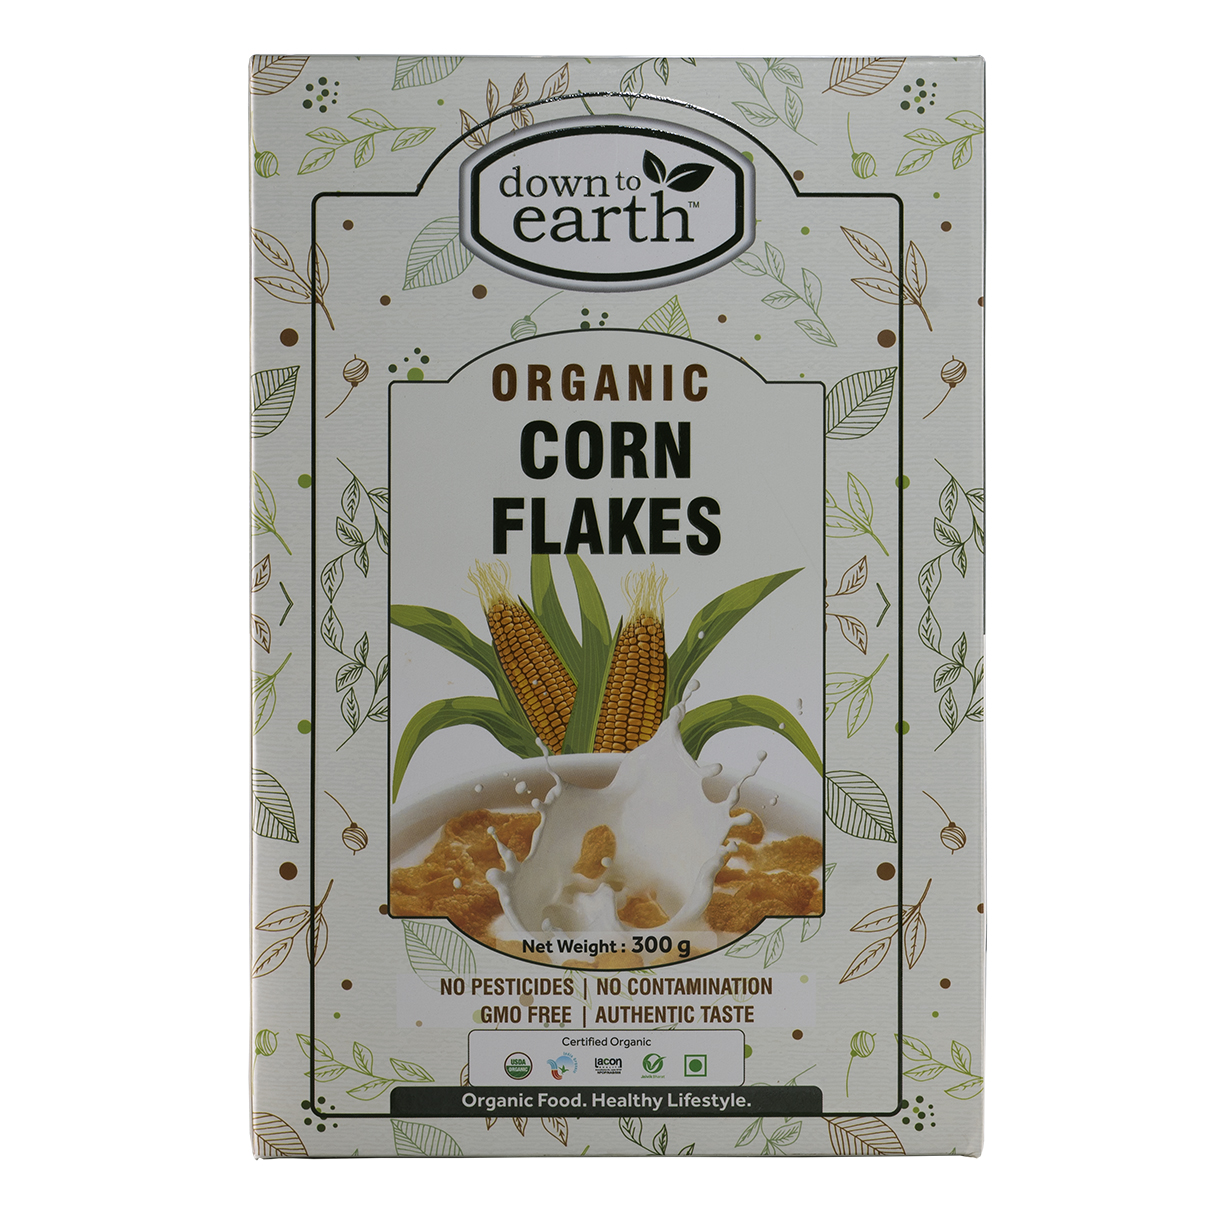 down to
earth™
ORGANIC
CORN
FLAKES
Net Weight : 300 g
NO PESTICIDES | NO CONTAMINATION
GMO FREE | AUTHENTIC TASTE
Certified Organic
USDA
ORGANIC
lacon
Organic Food. Healthy Lifestyle.